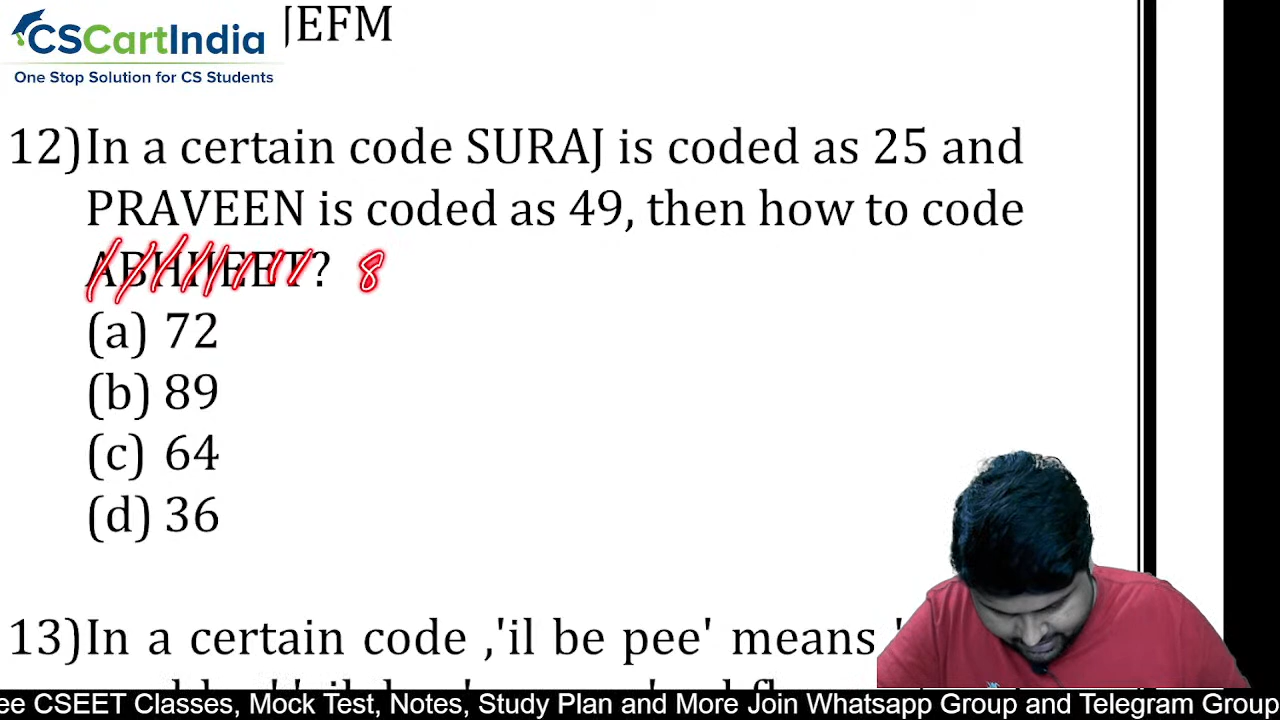 CSCartIndia
One Stop Solution for CS Students
JEFM
12) In a certain code SURAJ is coded as 25 and
PRAVEEN is coded as 49, then how to code
ABHIJEET? 8
(a) 72
(b) 89
(c) 64
(d) 36
13) In a certain code ,'il be pee' means '
ee CSEET Classes, Mock Test, Notes, Study Plan and More Join Whatsapp Group and Telegram Group